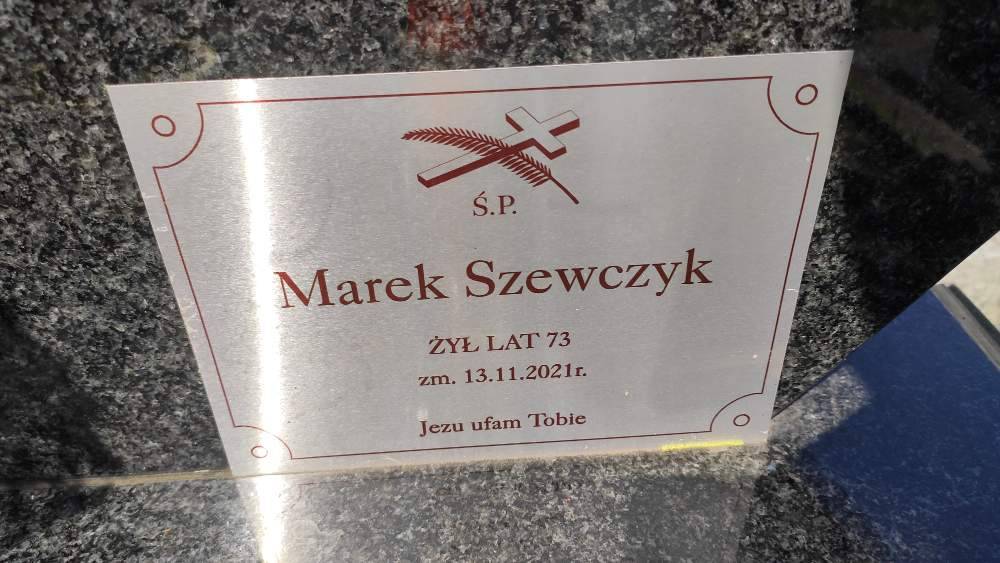 Ś.P.
Marek Szewczyk
ŻYŁ LAT 73
zm. 13.11.2021r.
Jezu ufam Tobie